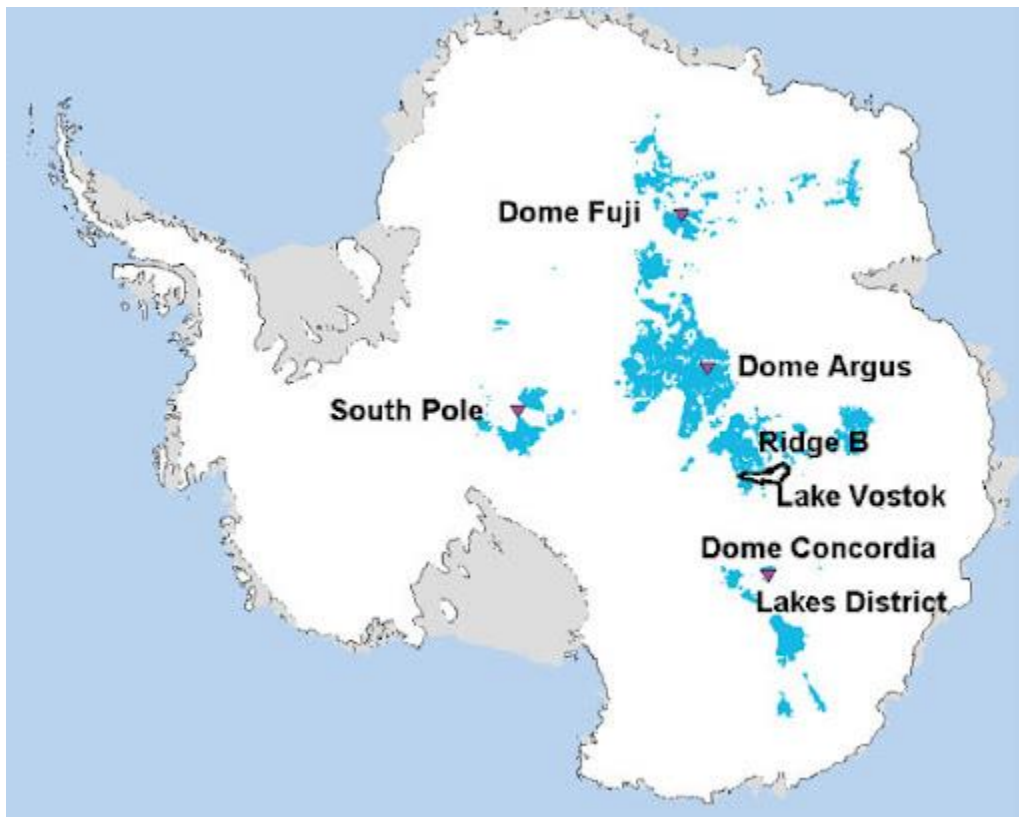 Dome Fuji
Dome Argus
South Pole
Ridge B
Lake Vostok
Dome Concordia
Lakes District